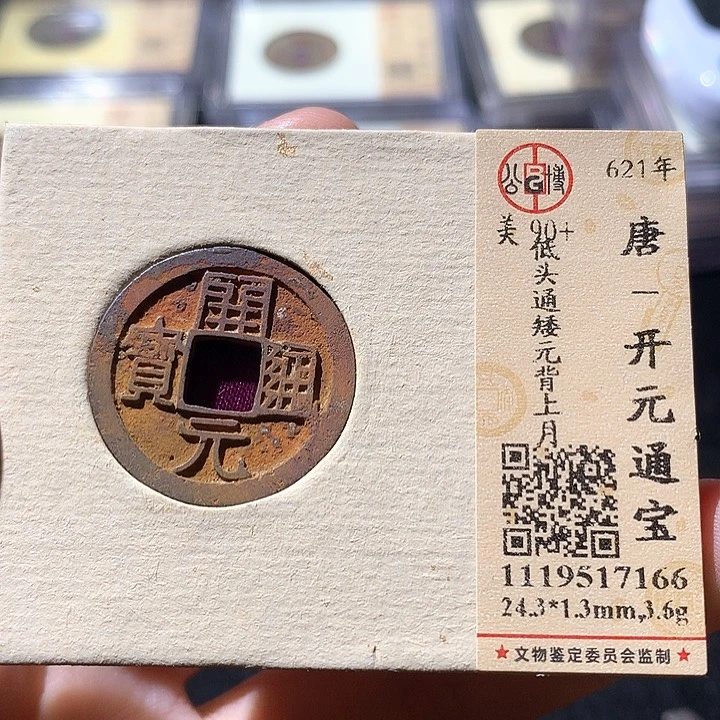 開元通寶
公博
621年
美 90+
低头通矮元背上月
唐 - 开元通宝
1119517166
24.3*1.3mm,3.6g
★文物鉴定委员会监制★